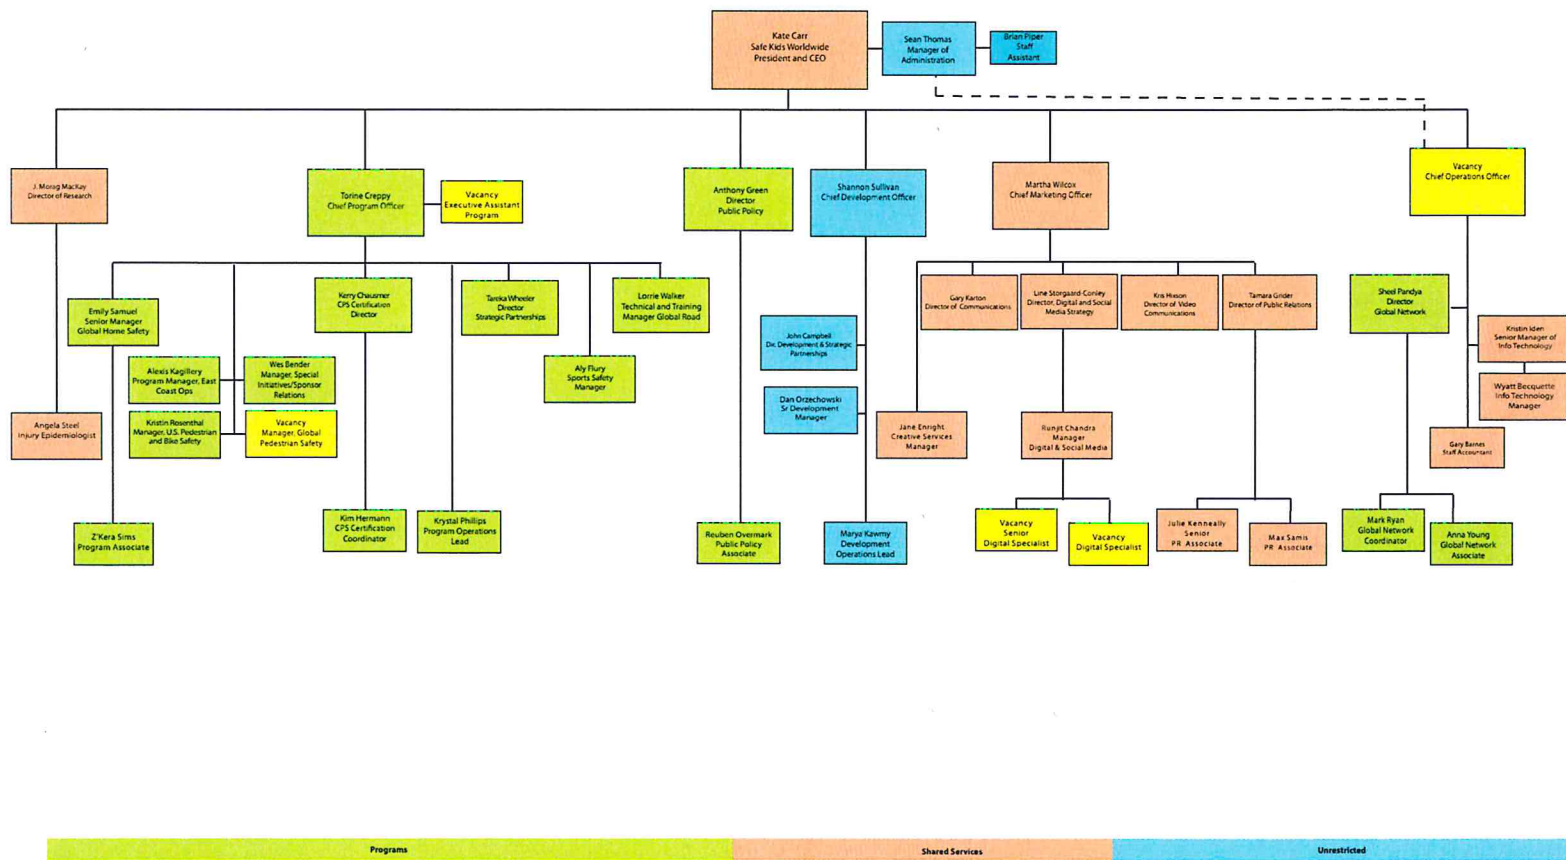 Kate Carr
Safe Kids Worldwide
President and CEO
Sean Thomas
Manager of
Administration
Brian Piper
Staff
Assistant
J. Morag MacKay
Director of Research
Torine Creppy
Chief Program Officer
Vacancy
Executive Assistant
Program
Anthony Green
Director
Public Policy
Shannon Sullivan
Chief Development Officer
Martha Wilcox
Chief Marketing Officer
Vacancy
Chief Operations Officer
Emily Samuel
Senior Manager
Global Home Safety
Kerry Chausmer
CPS Certification
Director
Tareka Wheeler
Director
Strategic Partnerships
Lorrie Walker
Technical and Training
Manager Global Road
Gary Karton
Director of Communications
Line Storgaard-Conley
Director, Digital and Social
Media Strategy
Kris Hixson
Director of Video
Communications
Tamara Grider
Director of Public Relations
Sheel Pandya
Director
Global Network
John Campbell
Dir. Development & Strategic
Partnerships
Kristin Iden
Senior Manager of
Info Technology
Alexis Kagillery
Program Manager, East
Coast Ops
Wes Bender
Manager, Special
Initiatives/Sponsor
Relations
Aly Flury
Sports Safety
Manager
Dan Orzechowski
Sr Development
Manager
Wyatt Becquette
Info Technology
Manager
Angela Steel
Injury Epidemiologist
Kristin Rosenthal
Manager, U.S. Pedestrian
and Bike Safety
Vacancy
Manager, Global
Pedestrian Safety
Jane Enright
Creative Services
Manager
Runjit Chandra
Manager
Digital & Social Media
Gary Barnes
Staff Accountant
Z'Kera Sims
Program Associate
Kim Hermann
CPS Certification
Coordinator
Krystal Phillips
Program Operations
Lead
Reuben Overmark
Public Policy
Associate
Marya Kawmy
Development
Operations Lead
Vacancy
Senior
Digital Specialist
Vacancy
Digital Specialist
Julie Kenneally
Senior
PR Associate
Max Samis
PR Associate
Mark Ryan
Global Network
Coordinator
Anna Young
Global Network
Associate
Programs
Shared Services
Unrestricted